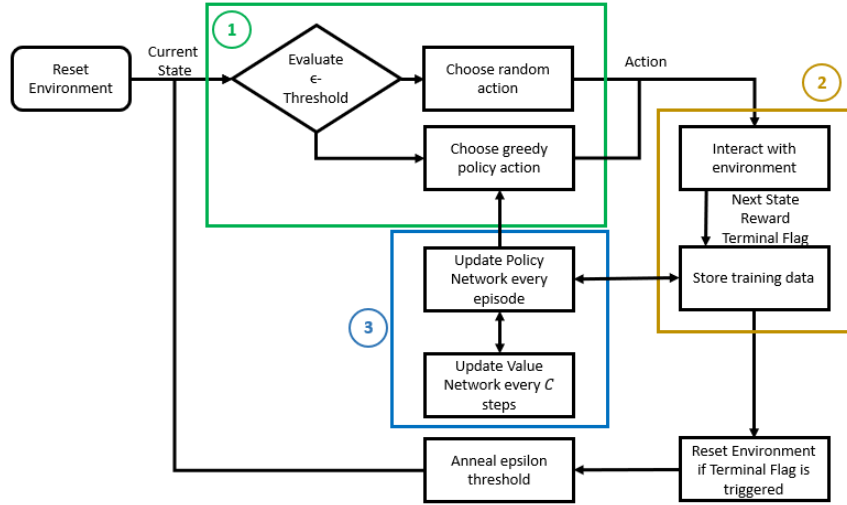 1
Current
State
Reset
Environment
Evaluate
ϵ-
Threshold
Choose random
action
Action
2
Choose greedy
policy action
Interact with
environment
Next State
Reward
Terminal Flag
Update Policy
Network every
episode
Store training data
3
Update Value
Network every C
steps
Anneal epsilon
threshold
Reset Environment
if Terminal Flag is
triggered